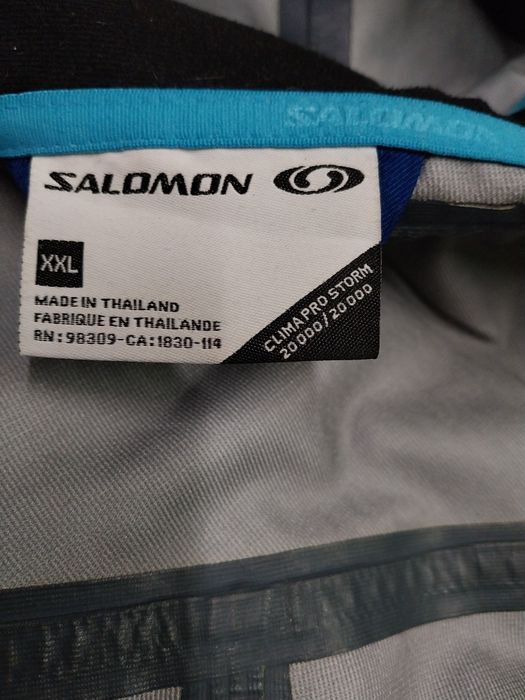 SALOMON
SALOMON
XXL
MADE IN THAILAND
FABRIQUE EN THAILANDE
RN: 98309-CA:1830-114
CLIMA PRO STORM
20 000 / 20 000